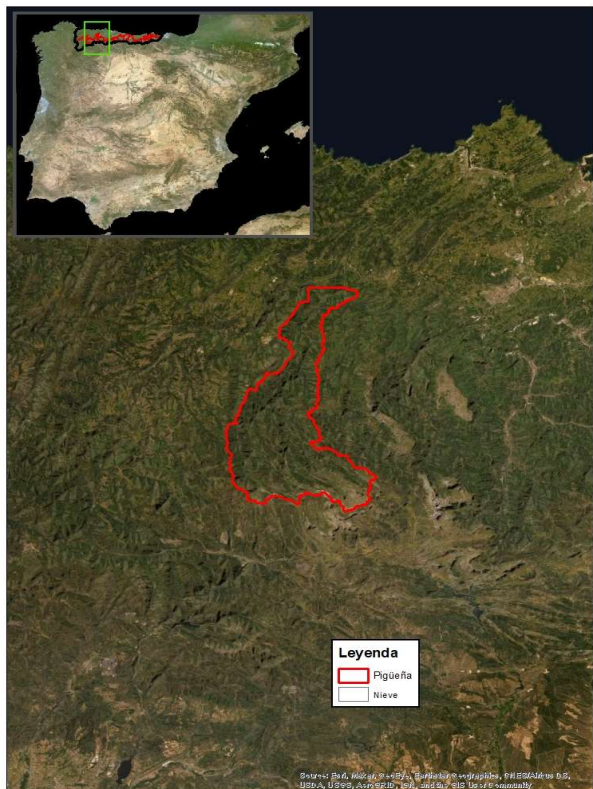 Leyenda
Pigüeña
Nieve
Source: Esri, Maxar, GeoEye, Earthstar Geographics, CNES/Airbus DS,
USDA, USGS, AeroGRID, IGN, and the GIS User Community